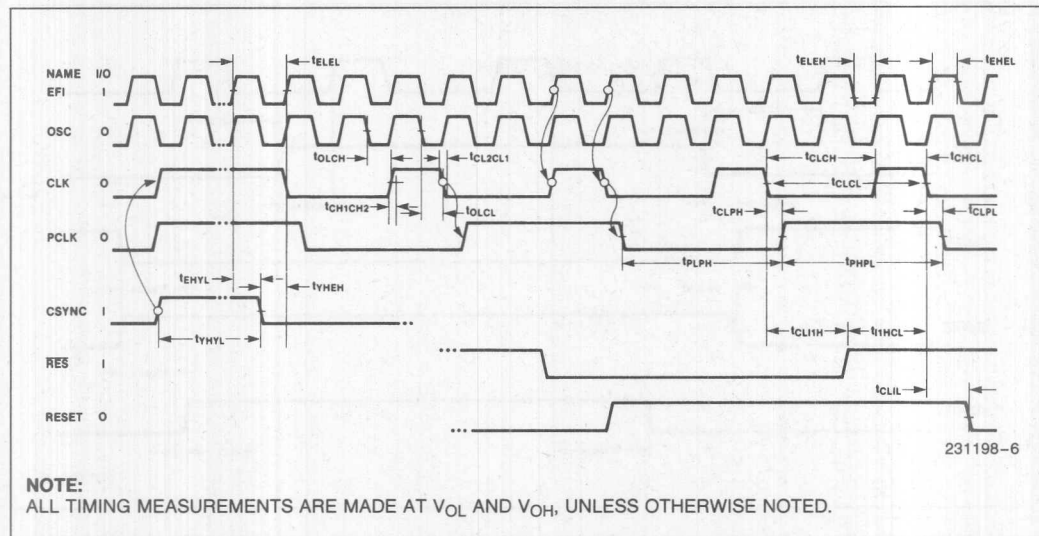 NAME I/O
EFI I
OSC O
CLK O
PCLK O
CSYNC I
RES I
RESET O
tELEL
tELEH
tEHEL
tOLCH
tCL2CL1
tCLCH
tCHCL
tCLCL
tCH1CH2
tOLCL
tCLPH
tCLPL
tPLPH
tPHPL
tEHYL
tYHEH
tYHYL
tCLI1H
tI1HCL
tCLIL
231198–6
NOTE:
ALL TIMING MEASUREMENTS ARE MADE AT VOL AND VOH, UNLESS OTHERWISE NOTED.